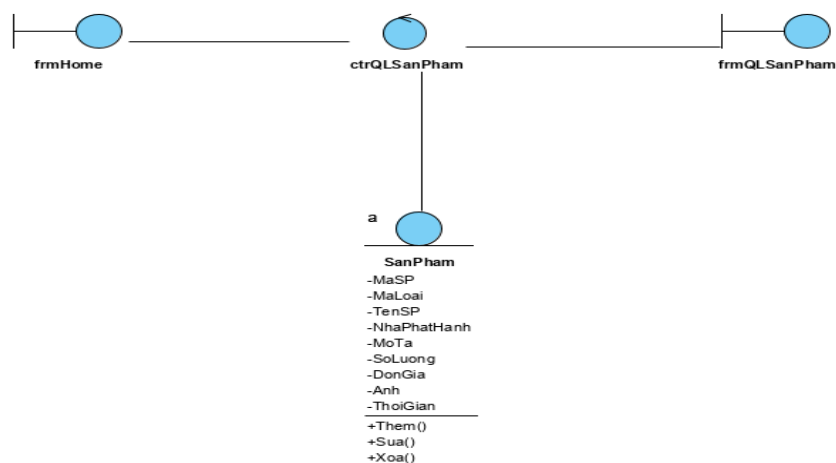 frmHome
ctrQLSanPham
frmQLSanPham
a
SanPham
-MaSP
-MaLoai
-TenSP
-NhaPhatHanh
-MoTa
-SoLuong
-DonGia
-Anh
-ThoiGian
+Them()
+Sua()
+Xoa()